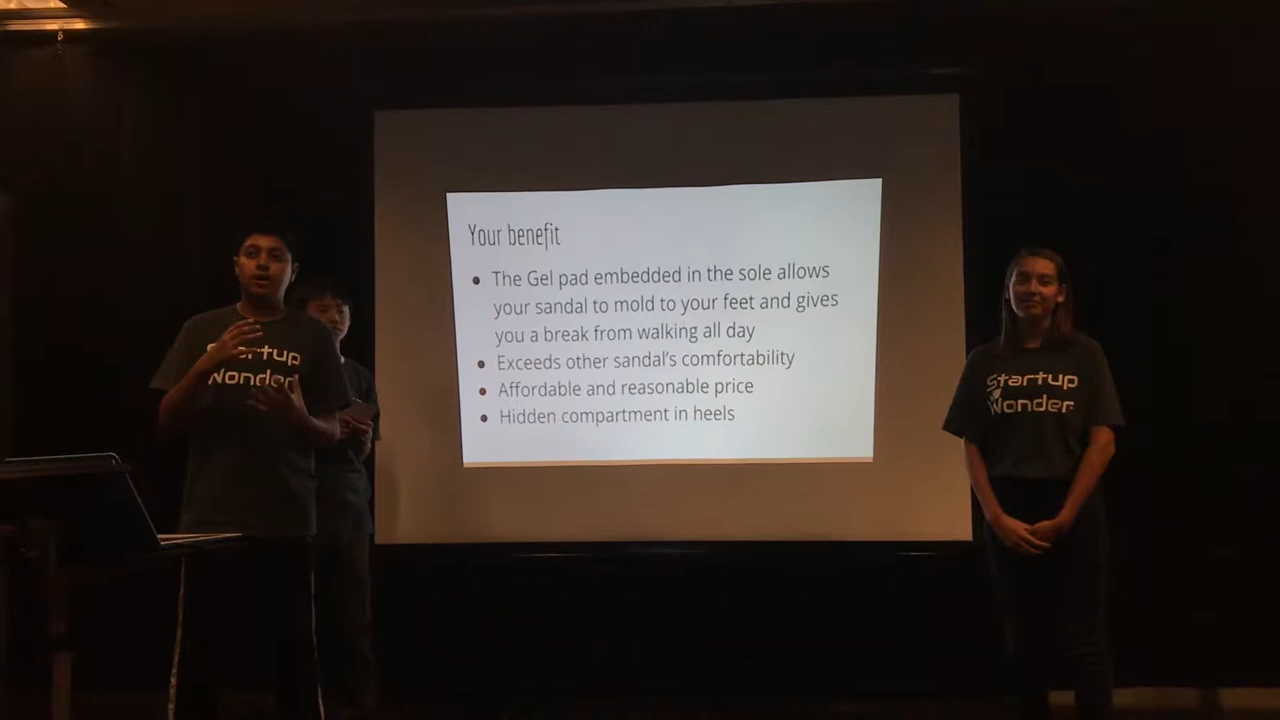 Your benefit
● The Gel pad embedded in the sole allows
your sandal to mold to your feet and gives
you a break from walking all day
● Exceeds other sandal's comfortability
● Affordable and reasonable price
● Hidden compartment in heels
Startup
Wonder
Startup
Wonder